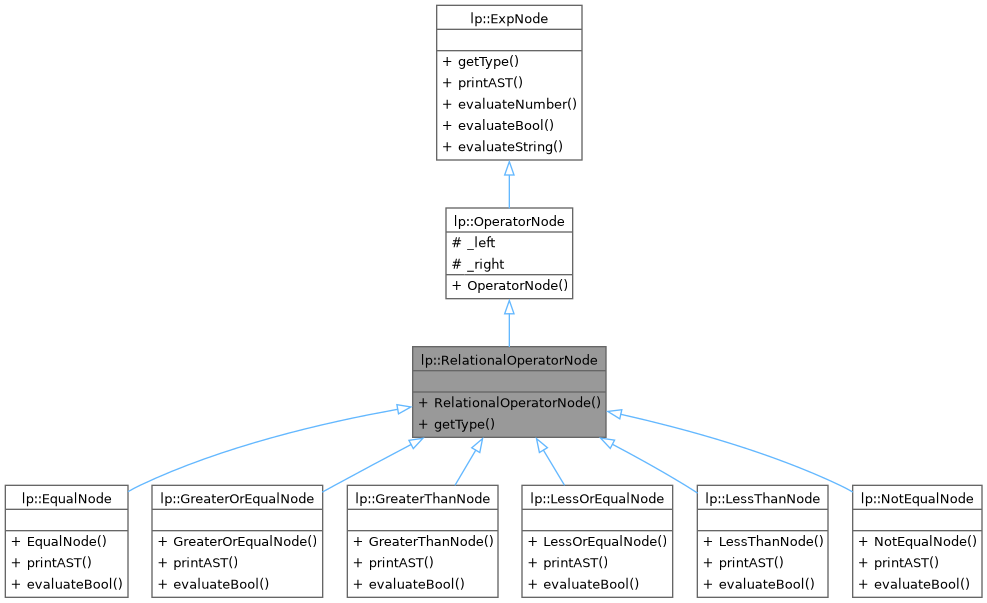 lp::ExpNode
+ getType()
+ printAST()
+ evaluateNumber()
+ evaluateBool()
+ evaluateString()
lp::OperatorNode
# _left
# _right
+ OperatorNode()
lp::RelationalOperatorNode
+ RelationalOperatorNode()
+ getType()
lp::EqualNode
+ EqualNode()
+ printAST()
+ evaluateBool()
lp::GreaterOrEqualNode
+ GreaterOrEqualNode()
+ printAST()
+ evaluateBool()
lp::GreaterThanNode
+ GreaterThanNode()
+ printAST()
+ evaluateBool()
lp::LessOrEqualNode
+ LessOrEqualNode()
+ printAST()
+ evaluateBool()
lp::LessThanNode
+ LessThanNode()
+ printAST()
+ evaluateBool()
lp::NotEqualNode
+ NotEqualNode()
+ printAST()
+ evaluateBool()